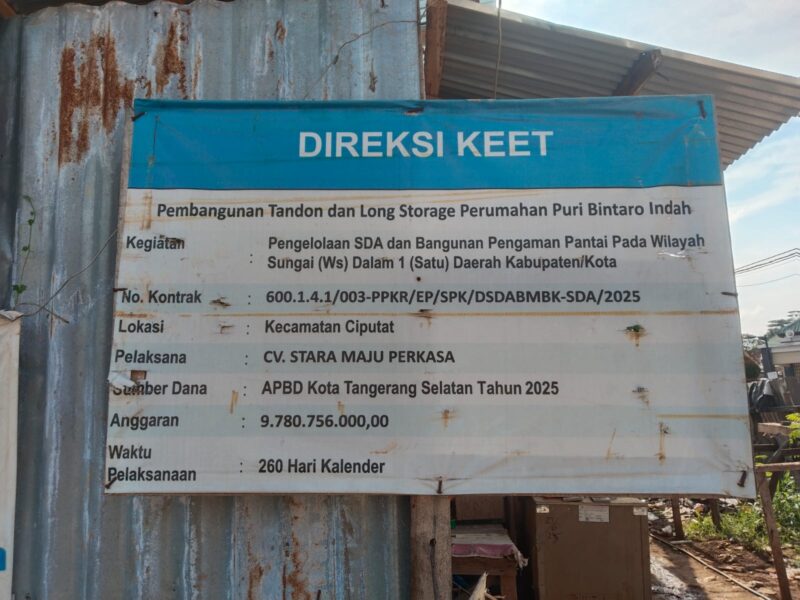 DIREKSI KEET
Pembangunan Tandon dan Long Storage Perumahan Puri Bintaro Indah
Kegiatan : Pengelolaan SDA dan Bangunan Pengaman Pantai Pada Wilayah
Sungai (Ws) Dalam 1 (Satu) Daerah Kabupaten/Kota
No. Kontrak : 600.1.4.1/003-PPKR/EP/SPK/DSDABMBK-SDA/2025
Lokasi : Kecamatan Ciputat
Pelaksana : CV. STARA MAJU PERKASA
Sumber Dana : APBD Kota Tangerang Selatan Tahun 2025
Anggaran : 9.780.756.000,00
Waktu
Pelaksanaan : 260 Hari Kalender